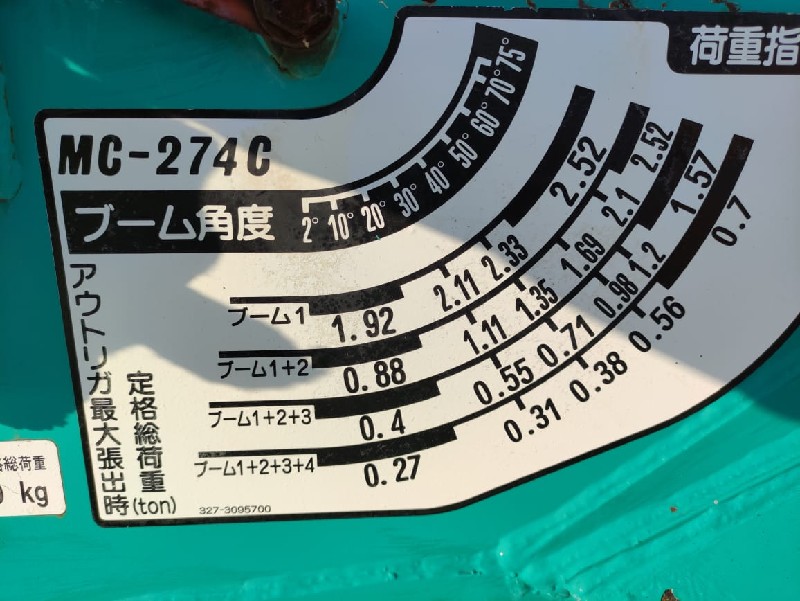 荷重指
MC-274C
ブーム角度 2° 10° 20° 30° 40° 50° 60° 70° 75°
アウトリガ最大張出時
定格総荷重(ton)
ブーム1 1.92 2.11 2.33 2.52
ブーム1+2 0.88 1.11 1.35 1.69 2.1 2.52
ブーム1+2+3 0.4 0.55 0.71 0.98 1.2 1.57
ブーム1+2+3+4 0.27 0.31 0.38 0.56 0.7
327-3095700
総荷重
kg